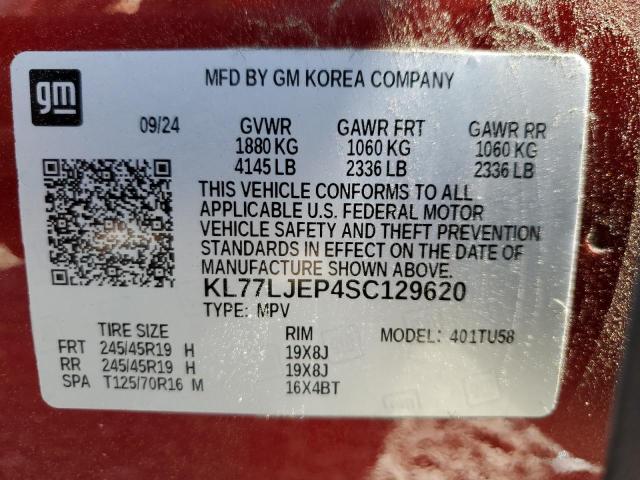 gm
MFD BY GM KOREA COMPANY
09/24 GVWR GAWR FRT GAWR RR
1880 KG 1060 KG 1060 KG
4145 LB 2336 LB 2336 LB
THIS VEHICLE CONFORMS TO ALL
APPLICABLE U.S. FEDERAL MOTOR
VEHICLE SAFETY AND THEFT PREVENTION
STANDARDS IN EFFECT ON THE DATE OF
MANUFACTURE SHOWN ABOVE.
KL77LJEP4SC129620
TYPE: MPV
TIRE SIZE RIM MODEL: 401TU58
FRT 245/45R19 H 19X8J
RR 245/45R19 H 19X8J
SPA T125/70R16 M 16X4BT